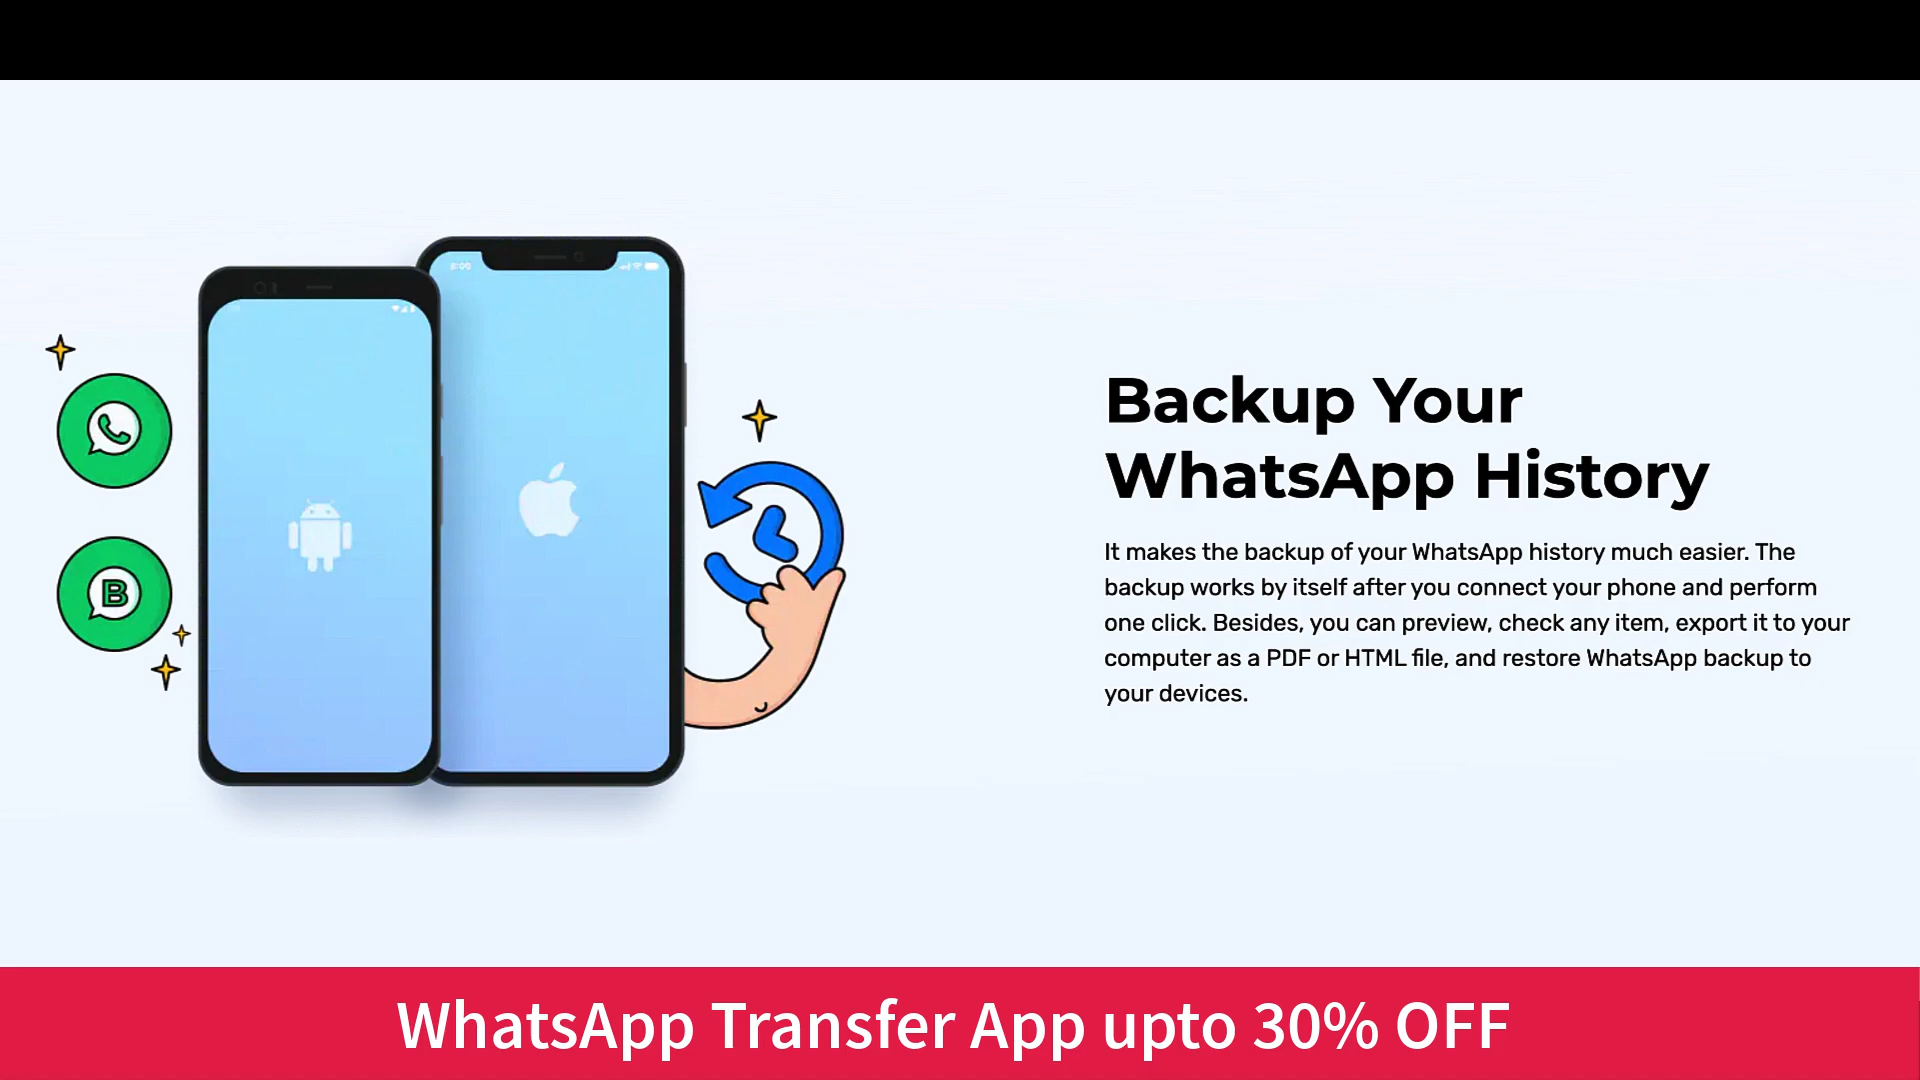 8:00
B
Backup Your
WhatsApp History
It makes the backup of your WhatsApp history much easier. The
backup works by itself after you connect your phone and perform
one click. Besides, you can preview, check any item, export it to your
computer as a PDF or HTML file, and restore WhatsApp backup to
your devices.
WhatsApp Transfer App upto 30% OFF